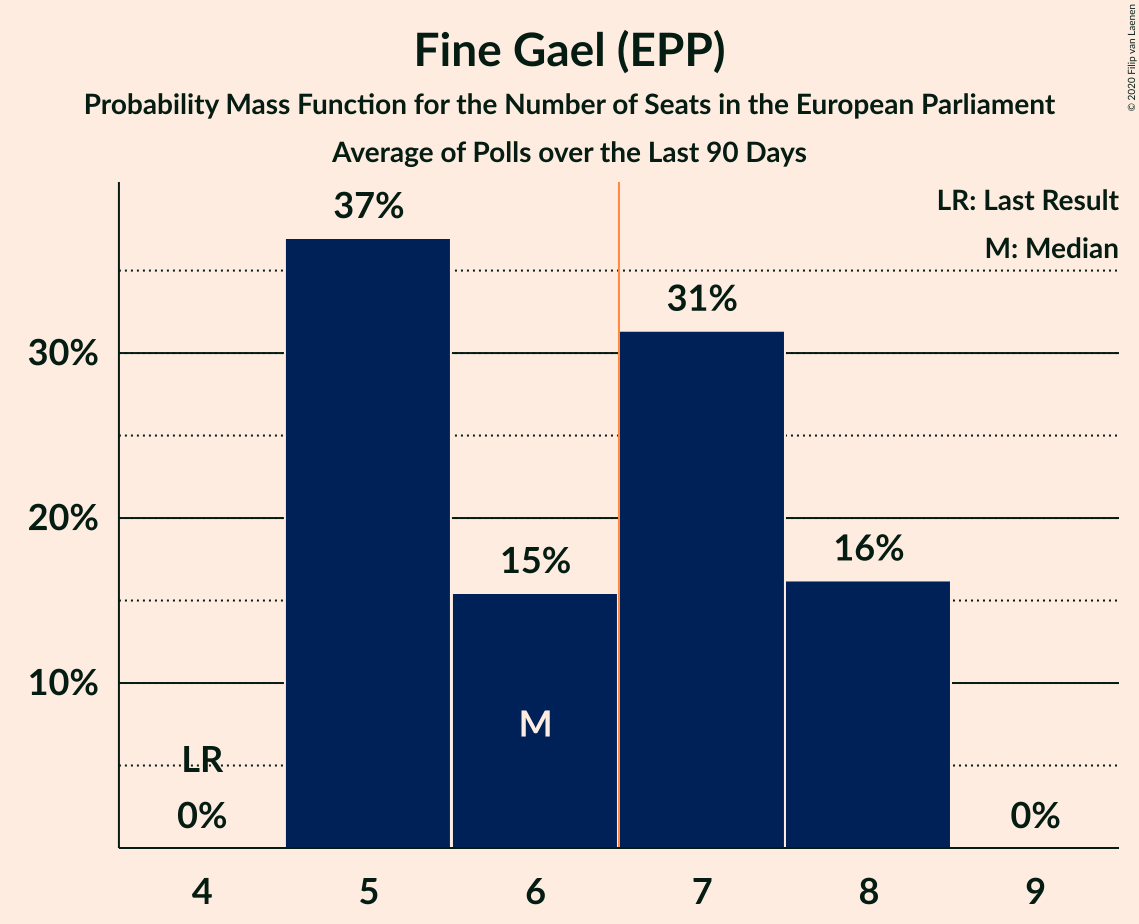 Fine Gael (EPP)
Probability Mass Function for the Number of Seats in the European Parliament
Average of Polls over the Last 90 Days
© 2020 Filip van Laenen
LR: Last Result
M: Median
37%
31%
30%
20%
15%
16%
10%
M
LR
0%
0%
4 5 6 7 8 9